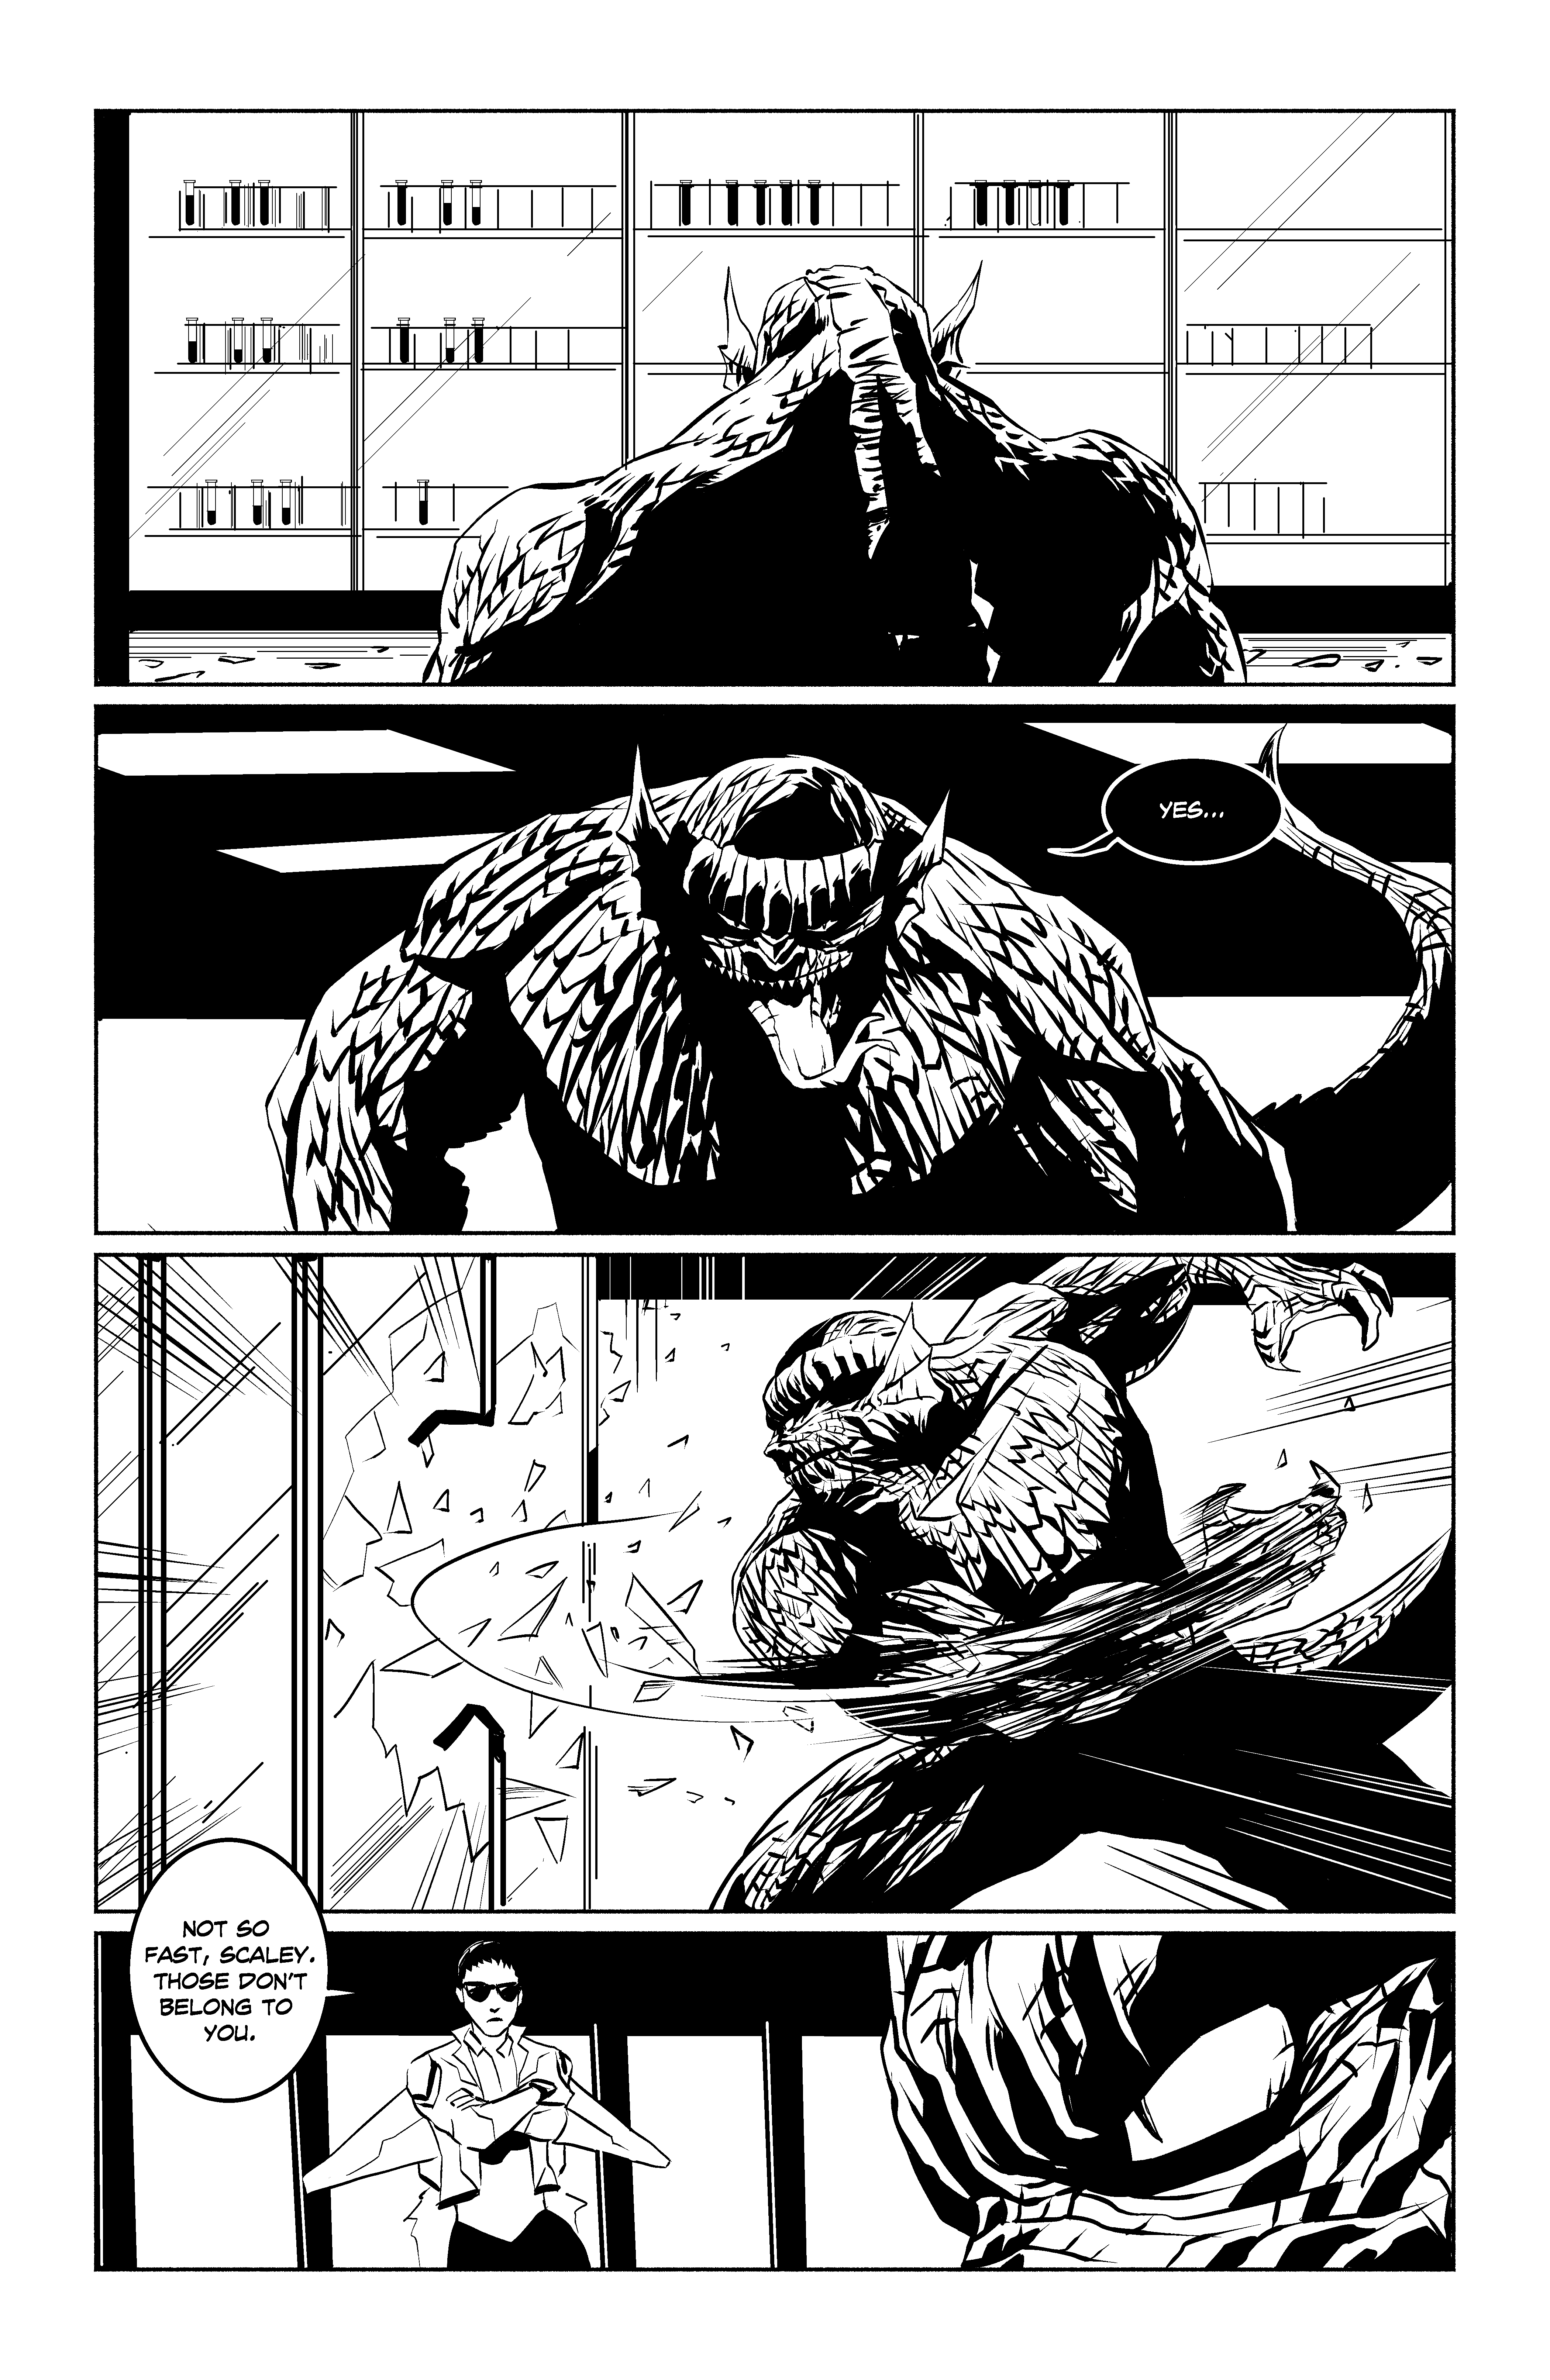 YES...
NOT SO
FAST, SCALEY.
THOSE DON'T
BELONG TO
YOU.